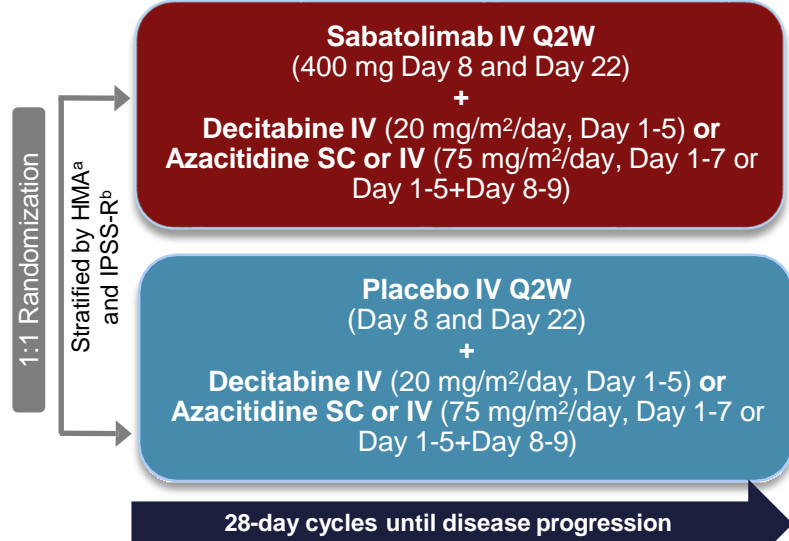 1:1 Randomization
Stratified by HMAᵃ
and IPSS-Rᵇ
Sabatolimab IV Q2W
(400 mg Day 8 and Day 22)
+
Decitabine IV (20 mg/m²/day, Day 1-5) or
Azacitidine SC or IV (75 mg/m²/day, Day 1-7 or
Day 1-5+Day 8-9)
Placebo IV Q2W
(Day 8 and Day 22)
+
Decitabine IV (20 mg/m²/day, Day 1-5) or
Azacitidine SC or IV (75 mg/m²/day, Day 1-7 or
Day 1-5+Day 8-9)
28-day cycles until disease progression